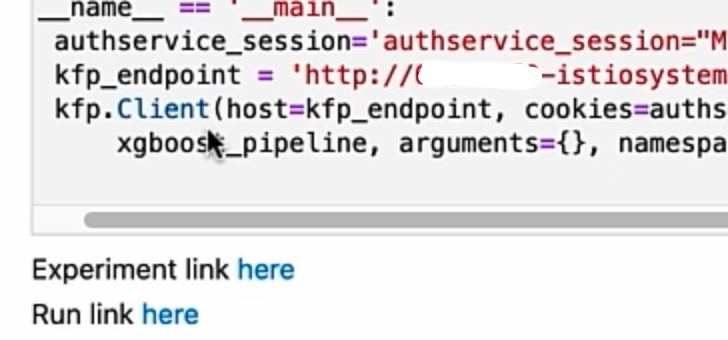 __name__ == '__main__':
authservice_session='authservice_session="M
kfp_endpoint = 'http://-istiosystem
kfp.Client(host=kfp_endpoint, cookies=auths
xgboost_pipeline, arguments={}, namespa
Experiment link here
Run link here